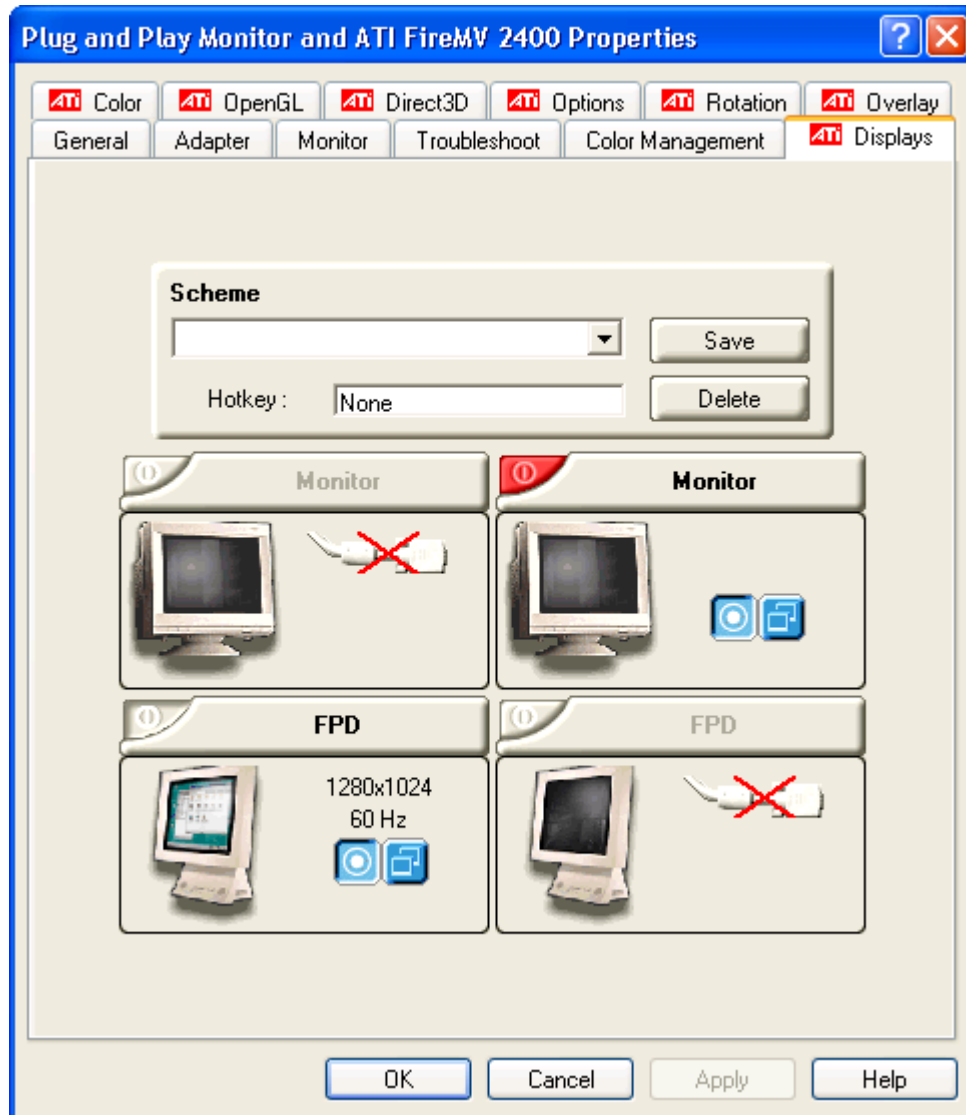 Plug and Play Monitor and ATI FireMV 2400 Properties
ATI Color ATI OpenGL ATI Direct3D ATI Options ATI Rotation ATI Overlay
General Adapter Monitor Troubleshoot Color Management ATI Displays
Scheme
Save
Hotkey : None Delete
Monitor Monitor
FPD FPD
1280x1024
60 Hz
OK Cancel Apply Help